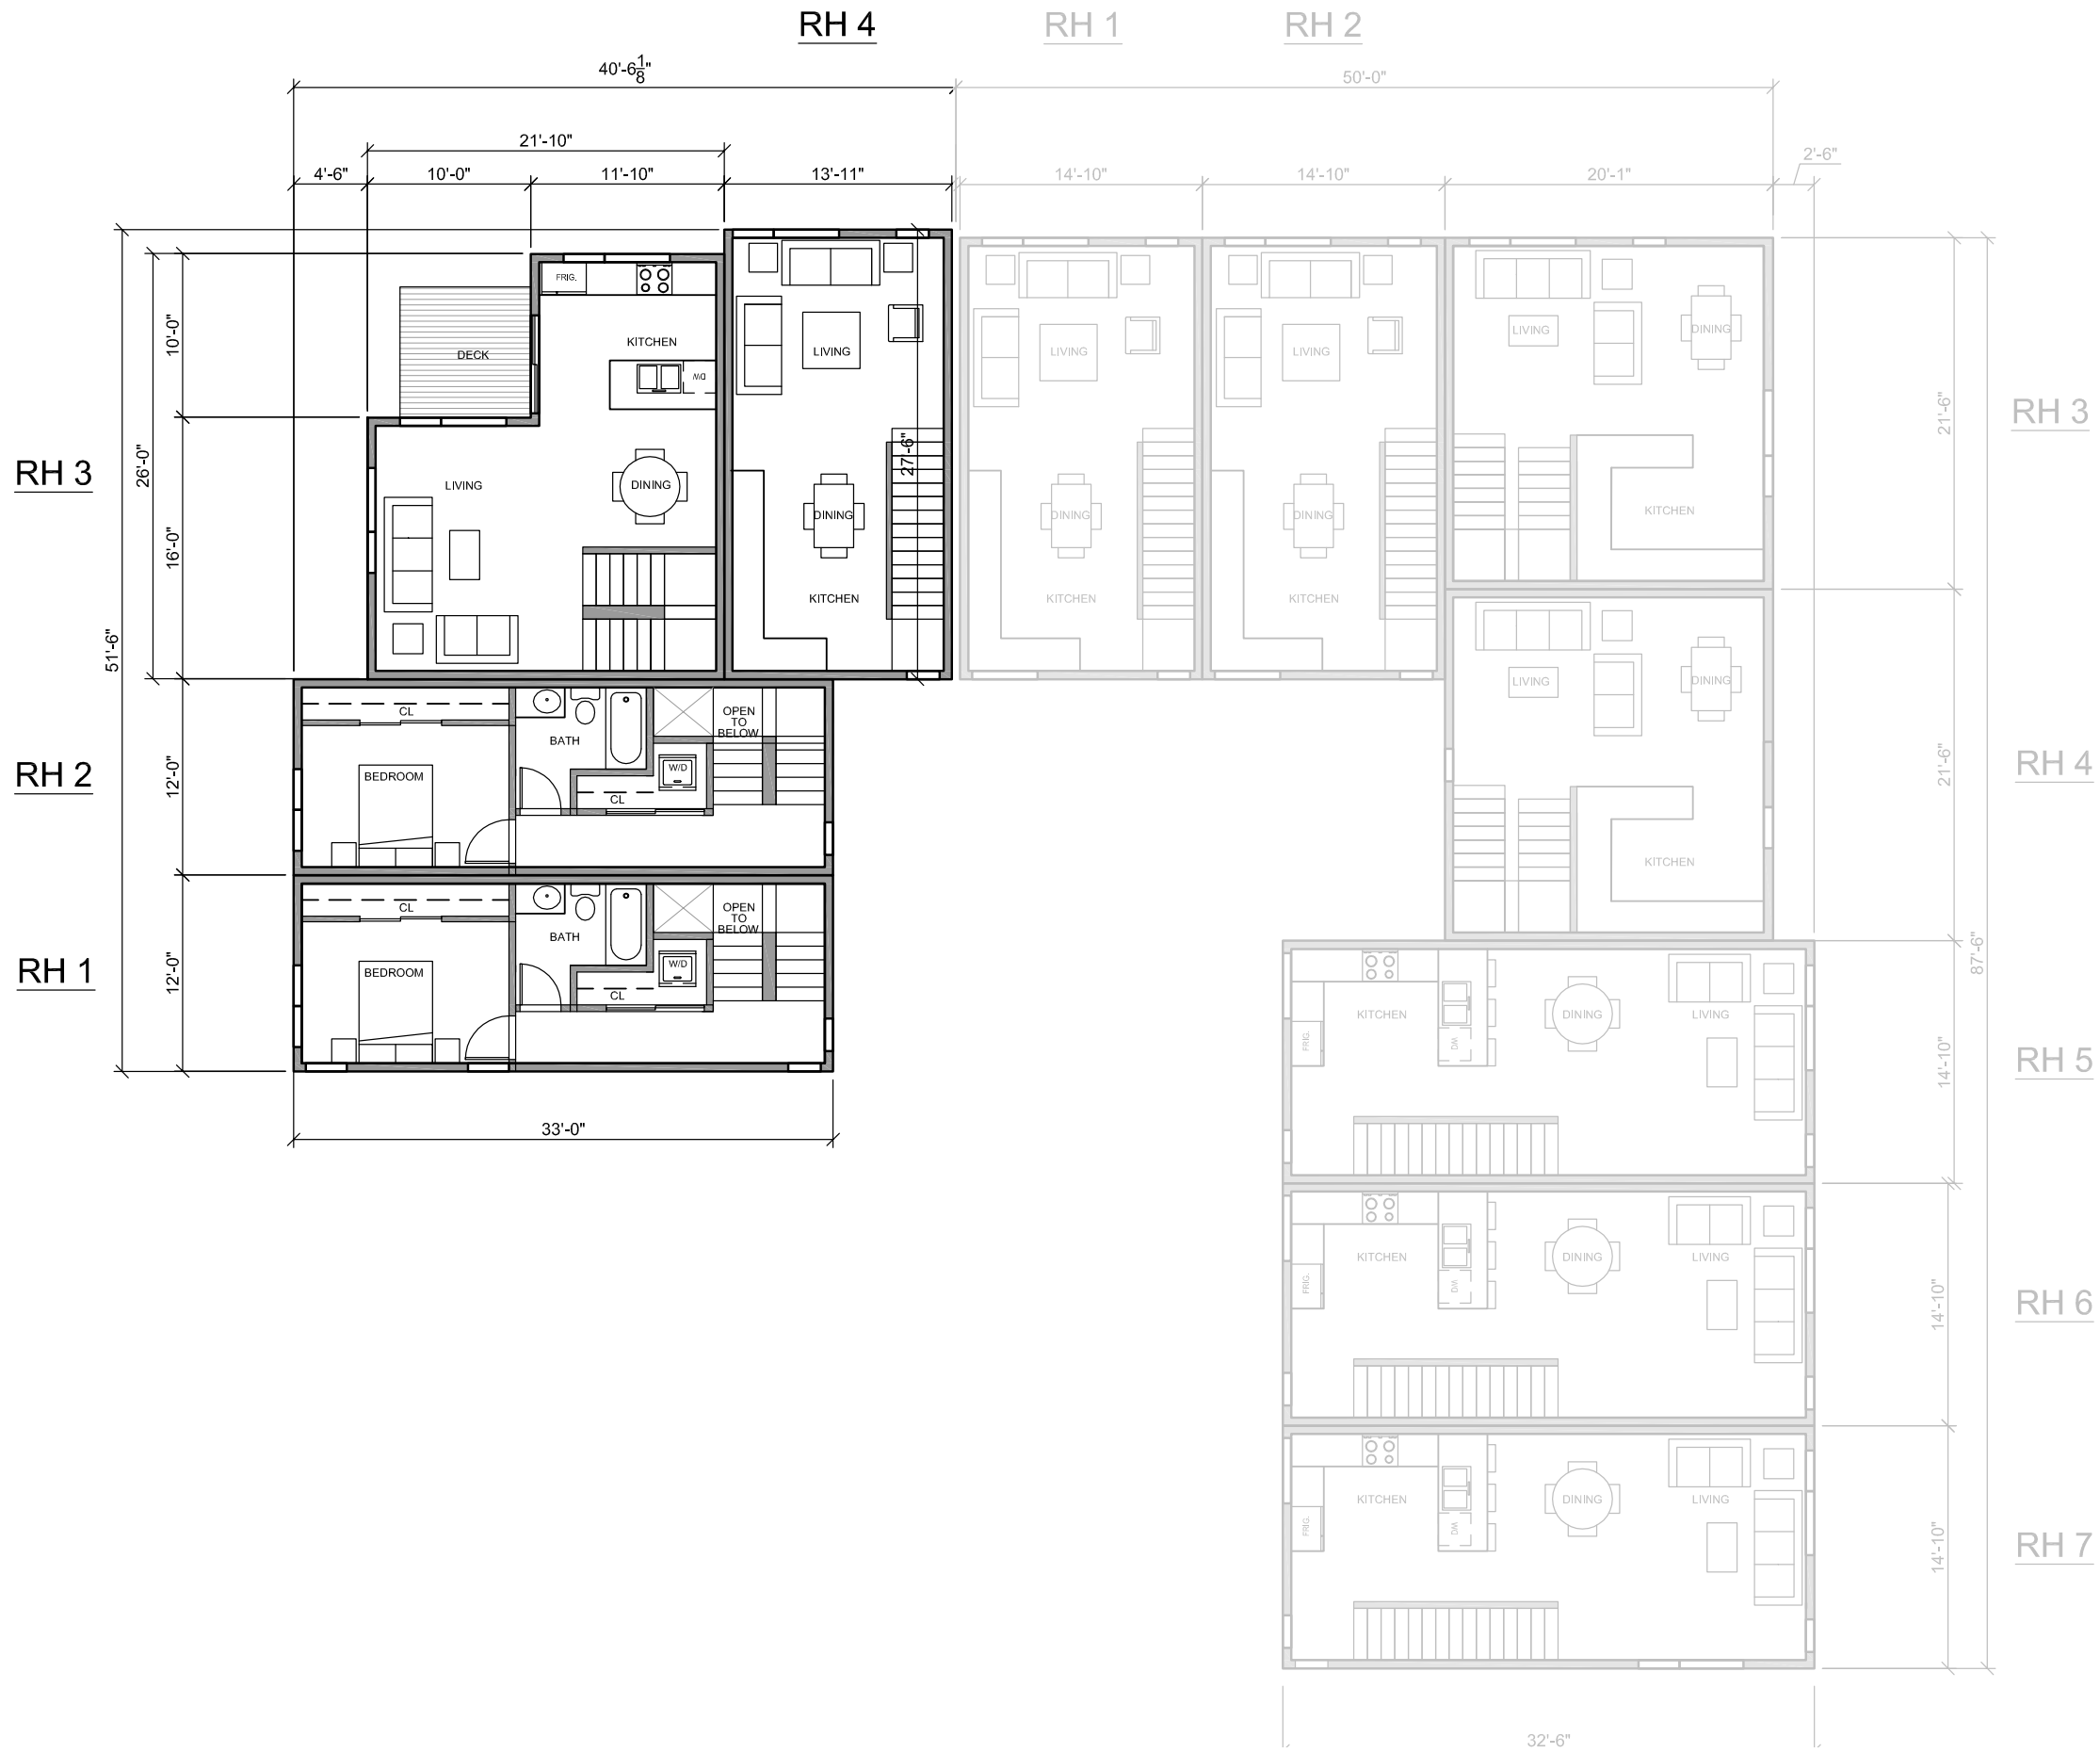 RH 4
RH 1
RH 2
40'-6 1/8"
50'-0"
21'-10"
2'-6"
4'-6"
10'-0"
11'-10"
13'-11"
14'-10"
14'-10"
20'-1"
FRIG.
KITCHEN
DECK
W/D
LIVING
LIVING
LIVING
LIVING
DINING
10'-0"
26'-0"
27'-6"
21'-6"
RH 3
RH 3
LIVING
DINING
DINING
DINING
DINING
KITCHEN
16'-0"
KITCHEN
KITCHEN
KITCHEN
51'-6"
LIVING
DINING
CL
OPEN
TO
BELOW
BATH
RH 2
12'-0"
BEDROOM
W/D
CL
21'-6"
RH 4
KITCHEN
CL
OPEN
TO
BELOW
BATH
RH 1
12'-0"
BEDROOM
W/D
CL
87'-6"
KITCHEN
DINING
LIVING
FRIG.
DW
14'-10"
RH 5
33'-0"
KITCHEN
DINING
LIVING
FRIG.
DW
14'-10"
RH 6
KITCHEN
DINING
LIVING
FRIG.
DW
14'-10"
RH 7
32'-6"